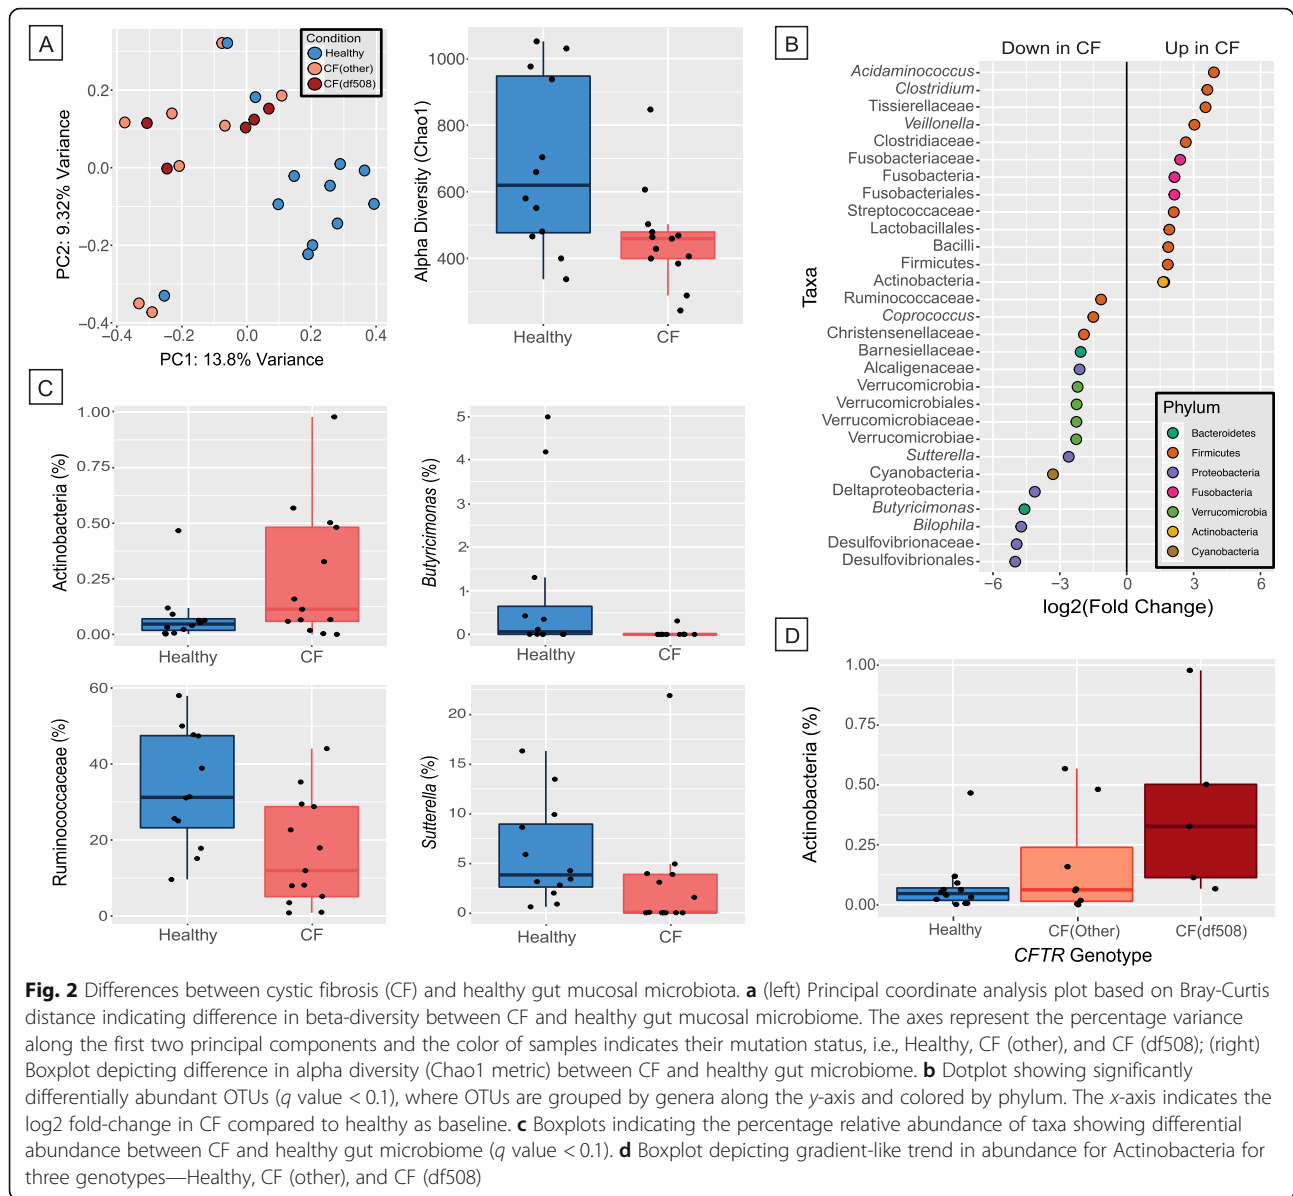 A
Condition
Healthy
CF(other)
CF(df508)
PC2: 9.32% Variance
0.2
0.0
−0.2
−0.4
−0.4
−0.2
0.0
0.2
0.4
PC1: 13.8% Variance
Alpha Diversity (Chao1)
1000
800
600
400
Healthy
CF
B
Down in CF
Up in CF
Taxa
Acidaminococcus
Clostridium
Tissierellaceae
Veillonella
Clostridiaceae
Fusobacteriaceae
Fusobacteria
Fusobacteriales
Streptococcaceae
Lactobacillales
Bacilli
Firmicutes
Actinobacteria
Ruminococcaceae
Coprococcus
Christensenellaceae
Barnesiellaceae
Alcaligenaceae
Verrucomicrobia
Verrucomicrobiales
Verrucomicrobiaceae
Verrucomicrobiae
Sutterella
Cyanobacteria
Deltaproteobacteria
Butyricimonas
Bilophila
Desulfovibrionaceae
Desulfovibrionales
Phylum
Bacteroidetes
Firmicutes
Proteobacteria
Fusobacteria
Verrucomicrobia
Actinobacteria
Cyanobacteria
−6
−3
0
3
6
log2(Fold Change)
C
Actinobacteria (%)
1.00
0.75
0.50
0.25
0.00
Healthy
CF
Butyricimonas (%)
5
4
3
2
1
0
Healthy
CF
Ruminococcaceae (%)
60
40
20
0
Healthy
CF
Sutterella (%)
20
15
10
5
0
Healthy
CF
D
Actinobacteria (%)
1.00
0.75
0.50
0.25
0.00
Healthy
CF(Other)
CF(df508)
CFTR Genotype
Fig. 2 Differences between cystic fibrosis (CF) and healthy gut mucosal microbiota. a (left) Principal coordinate analysis plot based on Bray-Curtis
distance indicating difference in beta-diversity between CF and healthy gut mucosal microbiome. The axes represent the percentage variance
along the first two principal components and the color of samples indicates their mutation status, i.e., Healthy, CF (other), and CF (df508); (right)
Boxplot depicting difference in alpha diversity (Chao1 metric) between CF and healthy gut microbiome. b Dotplot showing significantly
differentially abundant OTUs (q value < 0.1), where OTUs are grouped by genera along the y-axis and colored by phylum. The x-axis indicates the
log2 fold-change in CF compared to healthy as baseline. c Boxplots indicating the percentage relative abundance of taxa showing differential
abundance between CF and healthy gut microbiome (q value < 0.1). d Boxplot depicting gradient-like trend in abundance for Actinobacteria for
three genotypes—Healthy, CF (other), and CF (df508)